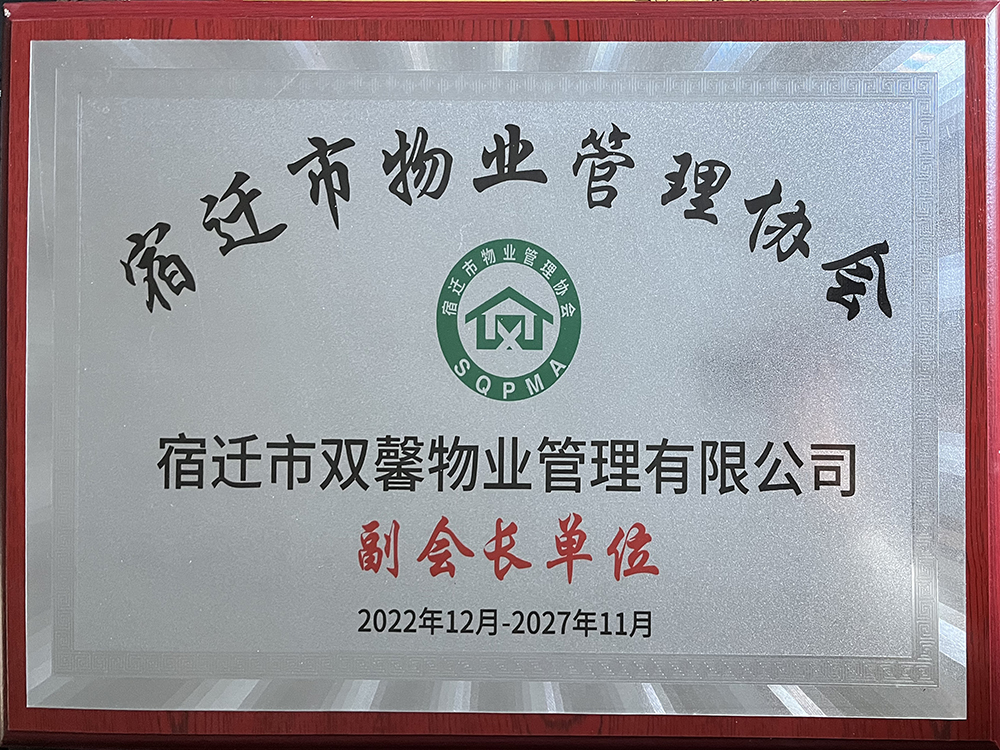 宿迁市物业管理协会
宿迁市物业管理协会
SQPMA
宿迁市双馨物业管理有限公司
副会长单位
2022年12月-2027年11月